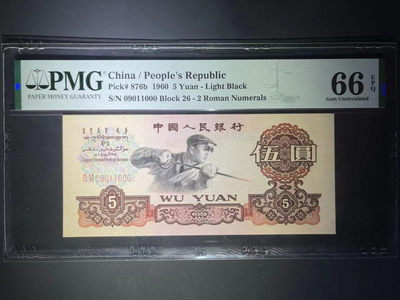 PMG
PAPER MONEY GUARANTY
China / People's Republic
Pick# 876b 1960 5 Yuan - Light Black
S/N 09011000 Block 26 - 2 Roman Numerals
66 EPQ
Gem Uncirculated
中國人民銀行
伍圓
09011000
5
WU YUAN
5